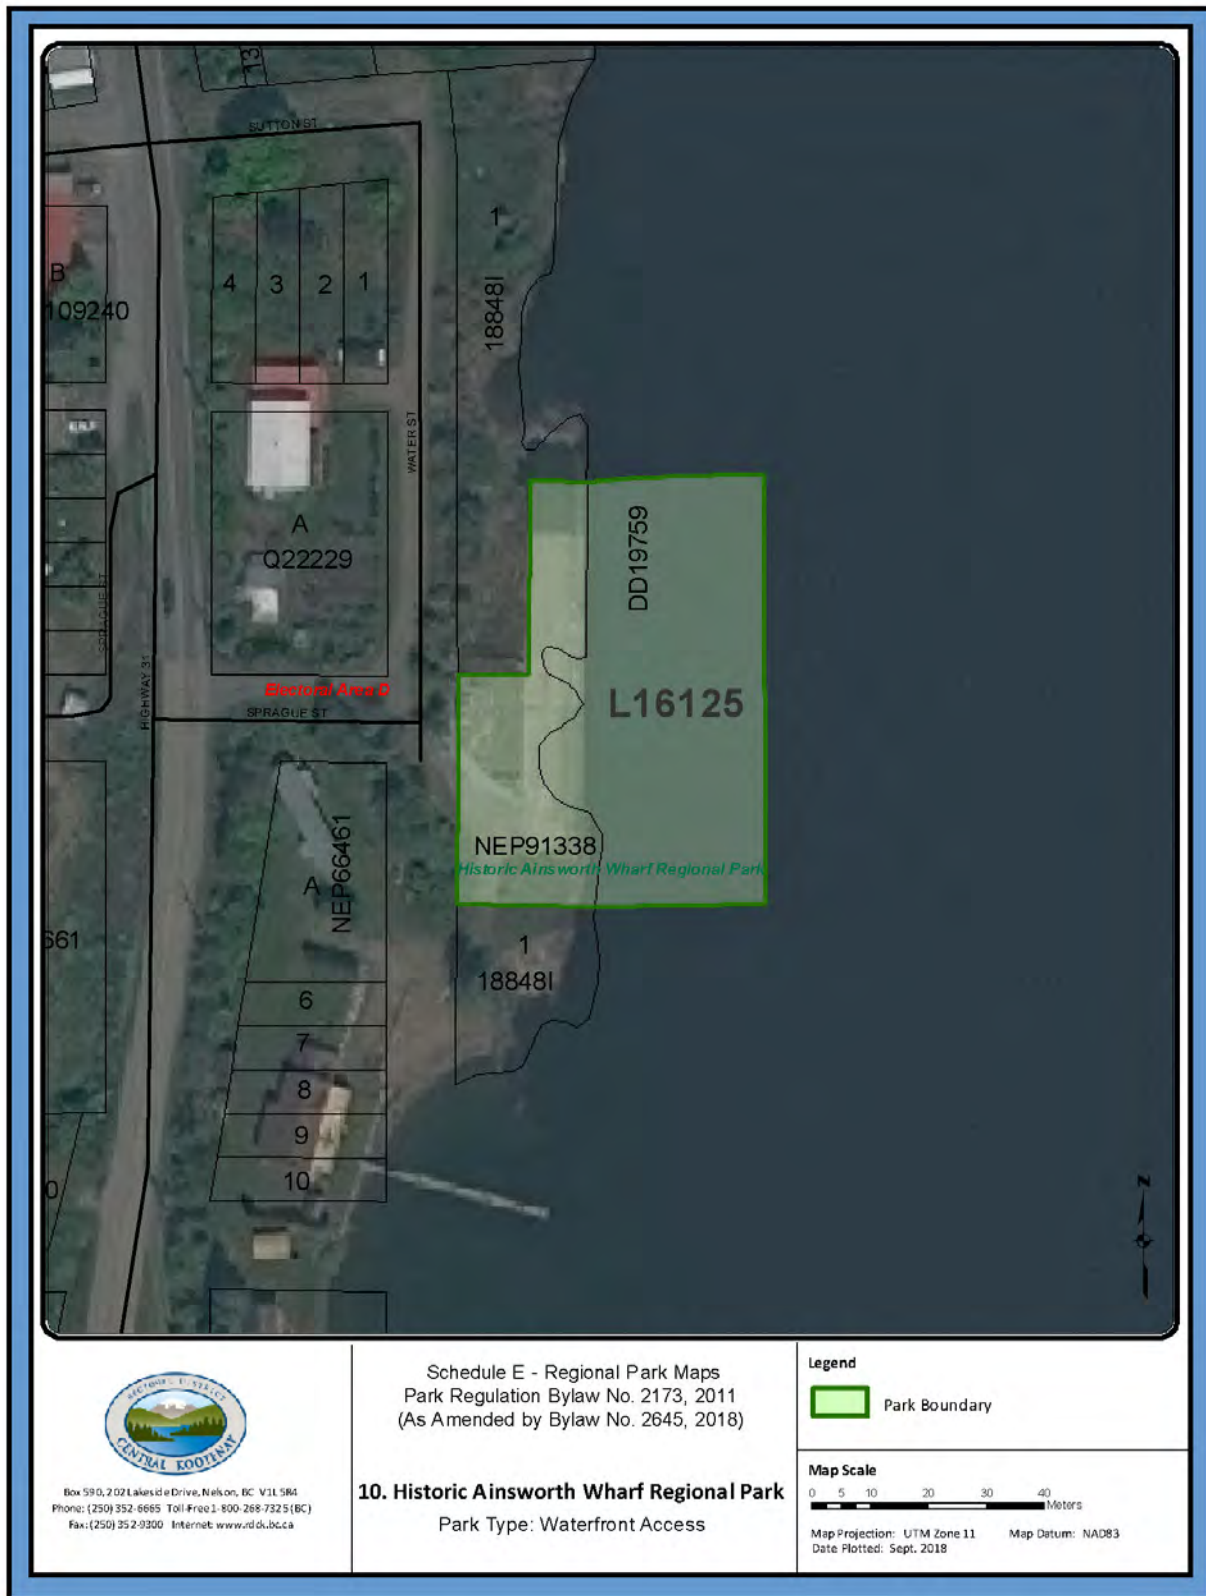 13
SUTTON ST
1
18848I
B
109240
4
3
2
1
WATER ST
A
Q22229
DD19759
SPRAGUE ST
HIGHWAY 31
Electoral Area D
SPRAGUE ST
L16125
NEP91338
Historic Ainsworth Wharf Regional Park
A
NEP66461
661
1
18848I
6
7
8
9
10
0
N
REGIONAL DISTRICT
CENTRAL KOOTENAY
Box 590, 202 Lakeside Drive, Nelson, BC V1L 5R4
Phone: (250) 352-6665 Toll-Free 1-800-268-7325 (BC)
Fax: (250) 352-9300 Internet: www.rdck.bc.ca
Schedule E - Regional Park Maps
Park Regulation Bylaw No. 2173, 2011
(As Amended by Bylaw No. 2645, 2018)
10. Historic Ainsworth Wharf Regional Park
Park Type: Waterfront Access
Legend
Park Boundary
Map Scale
0 5 10 20 30 40
Meters
Map Projection: UTM Zone 11 Map Datum: NAD83
Date Plotted: Sept. 2018